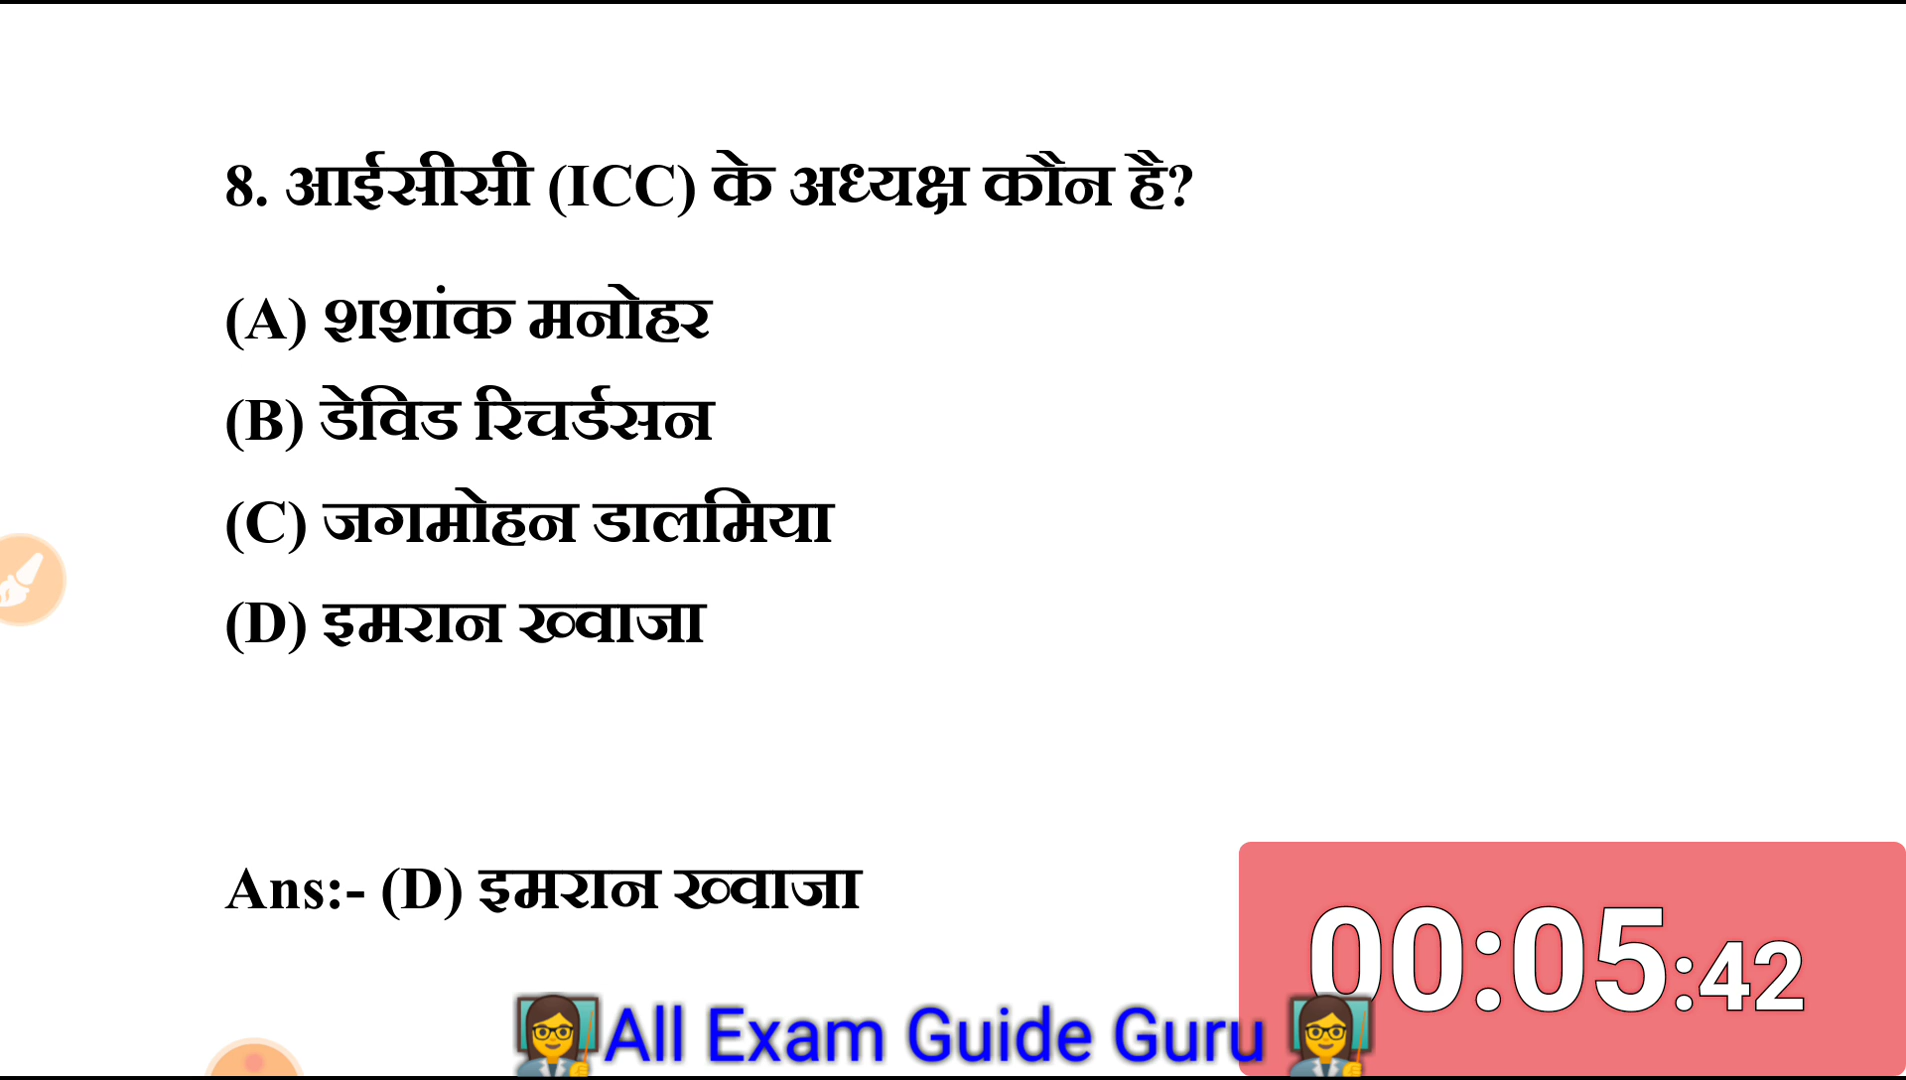 8. आईसीसी (ICC) के अध्यक्ष कौन है?
(A) शशांक मनोहर
(B) डेविड रिचर्डसन
(C) जगमोहन डालमिया
(D) इमरान ख्वाजा
Ans:- (D) इमरान ख्वाजा
00:05:42
All Exam Guide Guru